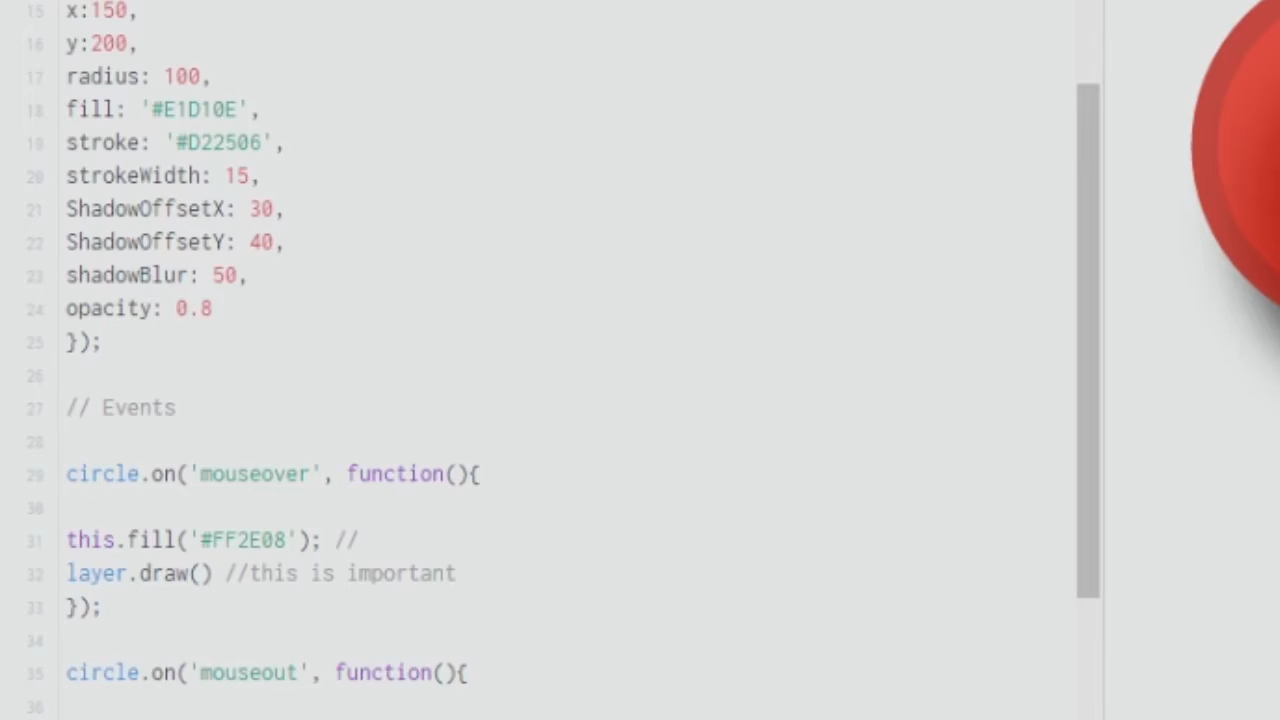 15 x:150,
16 y:200,
17 radius: 100,
18 fill: '#E1D10E',
19 stroke: '#D22506',
20 strokeWidth: 15,
21 ShadowOffsetX: 30,
22 ShadowOffsetY: 40,
23 shadowBlur: 50,
24 opacity: 0.8
25 });
26
27 // Events
28
29 circle.on('mouseover', function(){
30
31 this.fill('#FF2E08'); //
32 layer.draw() //this is important
33 });
34
35 circle.on('mouseout', function(){
36